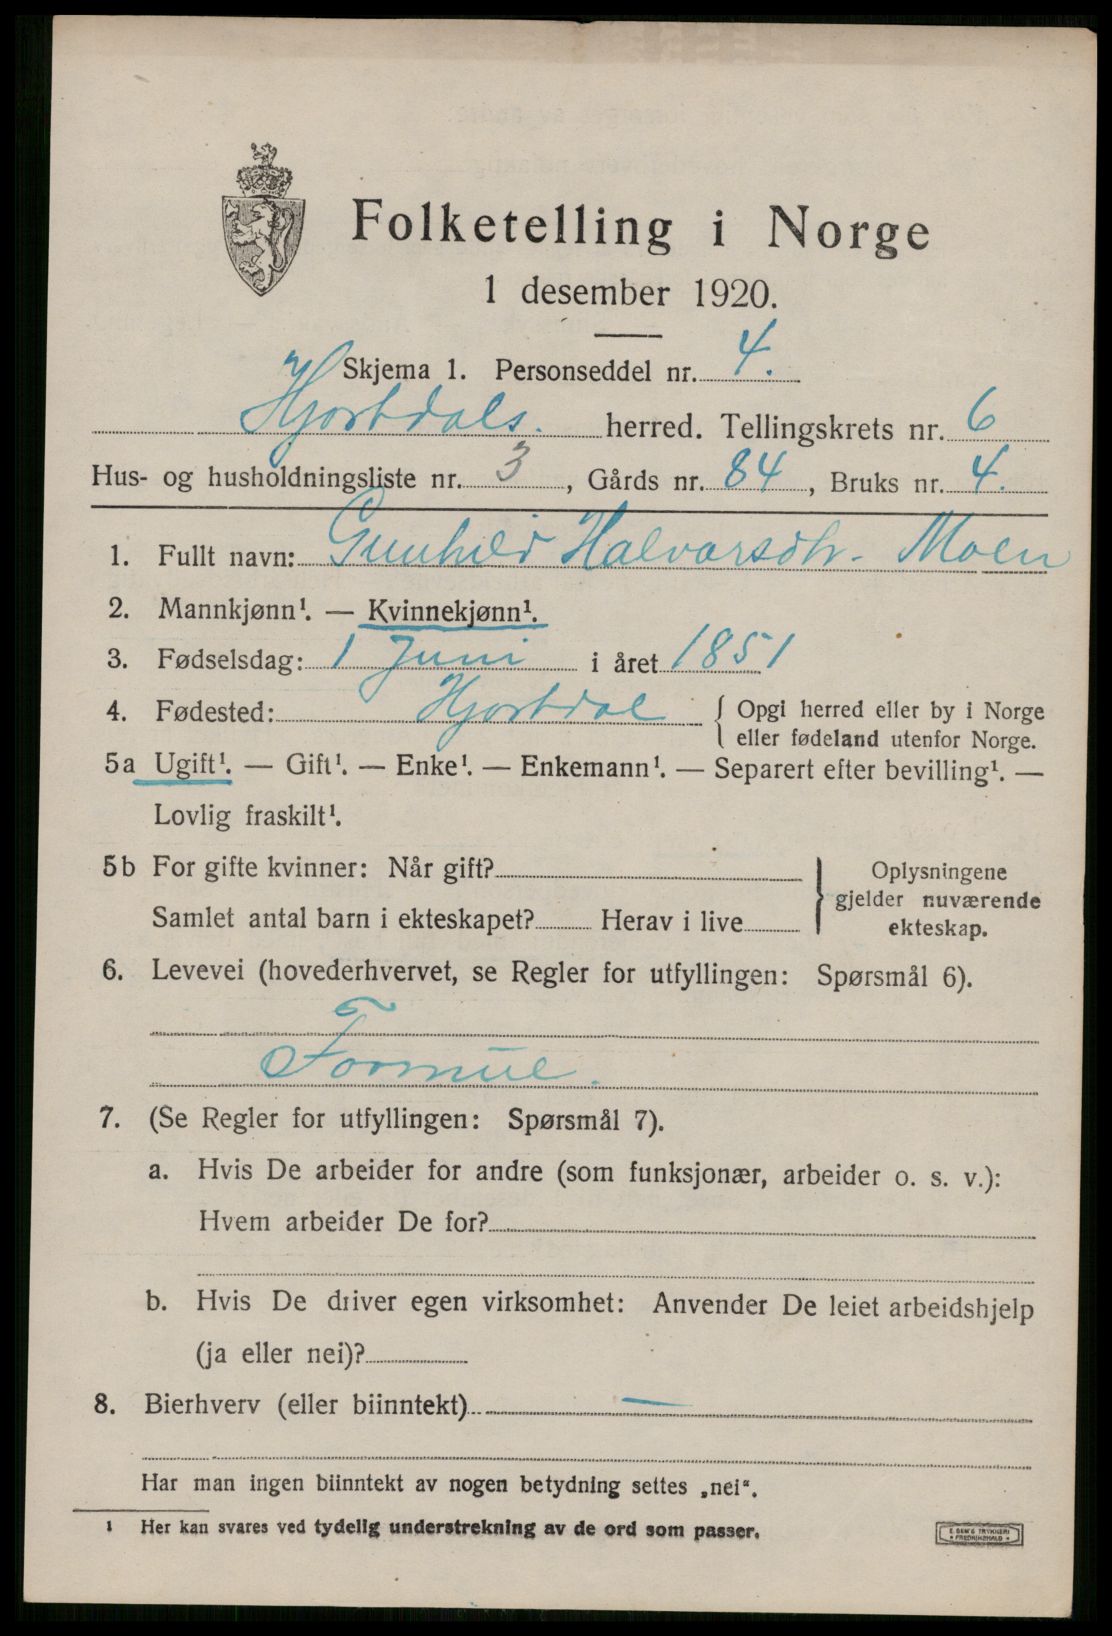 Folketelling i Norge
1 desember 1920.
Skjema 1. Personseddel nr. 4.
Hjortdals. herred. Tellingskrets nr. 6
Hus- og husholdningsliste nr. 3, Gårds nr. 84, Bruks nr. 4.
1. Fullt navn: Gunhild Halvorsdtr. Moen
2. Mannkjønn¹. — Kvinnekjønn¹.
3. Fødselsdag: 1 Juni i året 1851
4. Fødested: Hjortdal { Opgi herred eller by i Norge
eller fødeland utenfor Norge.
5a Ugift¹. — Gift¹. — Enke¹. — Enkemann¹. — Separert efter bevilling¹. —
Lovlig fraskilt¹.
5b For gifte kvinner: Når gift?
Samlet antal barn i ekteskapet? Herav i live
} Oplysningene
gjelder nuværende
ekteskap.
6. Levevei (hovederhvervet, se Regler for utfyllingen: Spørsmål 6).
Formue.
7. (Se Regler for utfyllingen: Spørsmål 7).
a. Hvis De arbeider for andre (som funksjonær, arbeider o. s. v.):
Hvem arbeider De for?
b. Hvis De driver egen virksomhet: Anvender De leiet arbeidshjelp
(ja eller nei)?
8. Bierhverv (eller biinntekt) —
Har man ingen biinntekt av nogen betydning settes „nei“.
¹ Her kan svares ved tydelig understrekning av de ord som passer.
E. SEM'S TRYKKERI
• FREDRIKSHALD •